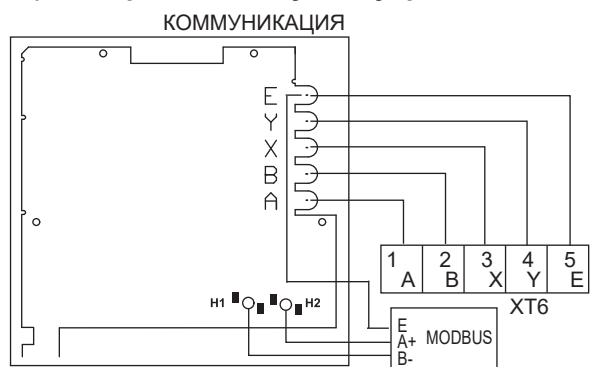 КОММУНИКАЦИЯ
E
Y
X
B
A
1 2 3 4 5
A B X Y E
XT6
H1 H2
E
A+ MODBUS
B-